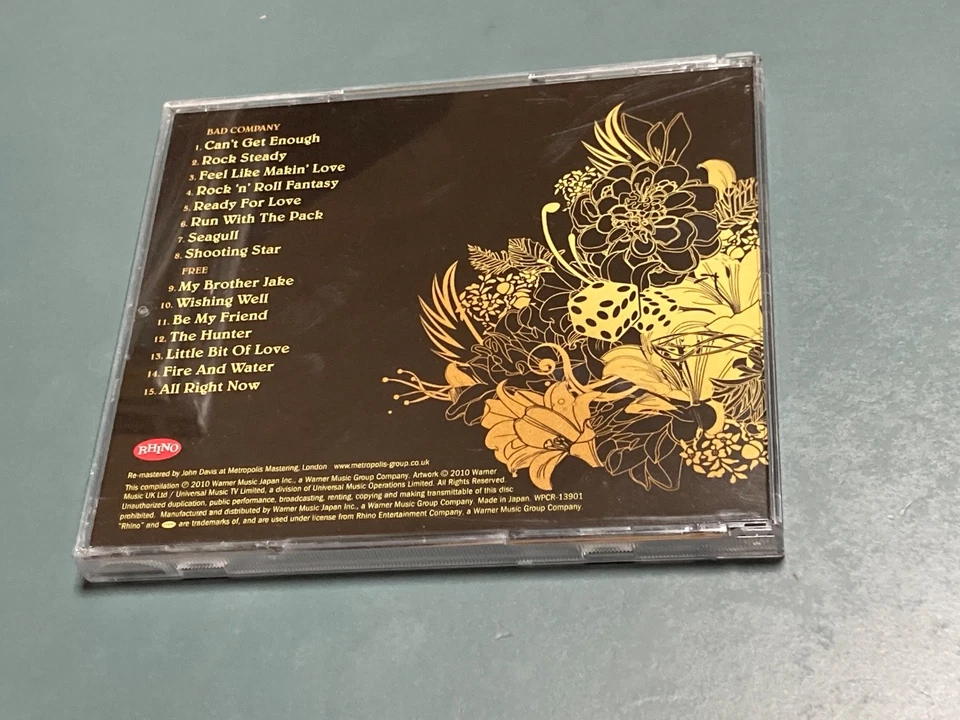 BAD COMPANY
1. Can't Get Enough
2. Rock Steady
3. Feel Like Makin' Love
4. Rock 'n' Roll Fantasy
5. Ready For Love
6. Run With The Pack
7. Seagull
8. Shooting Star
FREE
9. My Brother Jake
10. Wishing Well
11. Be My Friend
12. The Hunter
13. Little Bit Of Love
14. Fire And Water
15. All Right Now
RHINO
Re-mastered by John Davis at Metropolis Mastering, London www.metropolis-group.co.uk
This compilation ℗ 2010 Warner Music Japan Inc., a Warner Music Group Company. Artwork © 2010 Warner
Music UK Ltd / Universal Music TV Limited, a division of Universal Music Operations Limited. All Rights Reserved.
Unauthorized duplication, public performance, broadcasting, renting, copying and making transmittable of this disc
prohibited. Manufactured and distributed by Warner Music Japan Inc., a Warner Music Group Company. Made in Japan. WPCR-13901
"Rhino" and are trademarks of, and are used under license from Rhino Entertainment Company, a Warner Music Group Company.